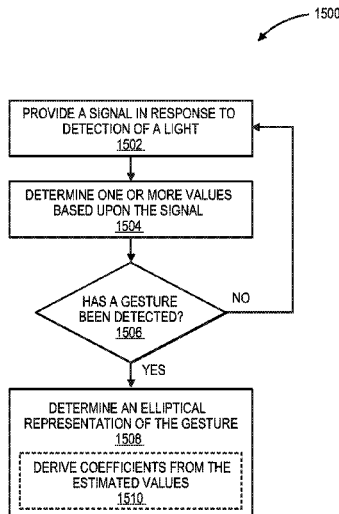 1500
PROVIDE A SIGNAL IN RESPONSE TO
DETECTION OF A LIGHT
1502
DETERMINE ONE OR MORE VALUES
BASED UPON THE SIGNAL
1504
HAS A GESTURE
BEEN DETECTED?
1506
NO
YES
DETERMINE AN ELLIPTICAL
REPRESENTATION OF THE GESTURE
1508
DERIVE COEFFICIENTS FROM THE
ESTIMATED VALUES
1510